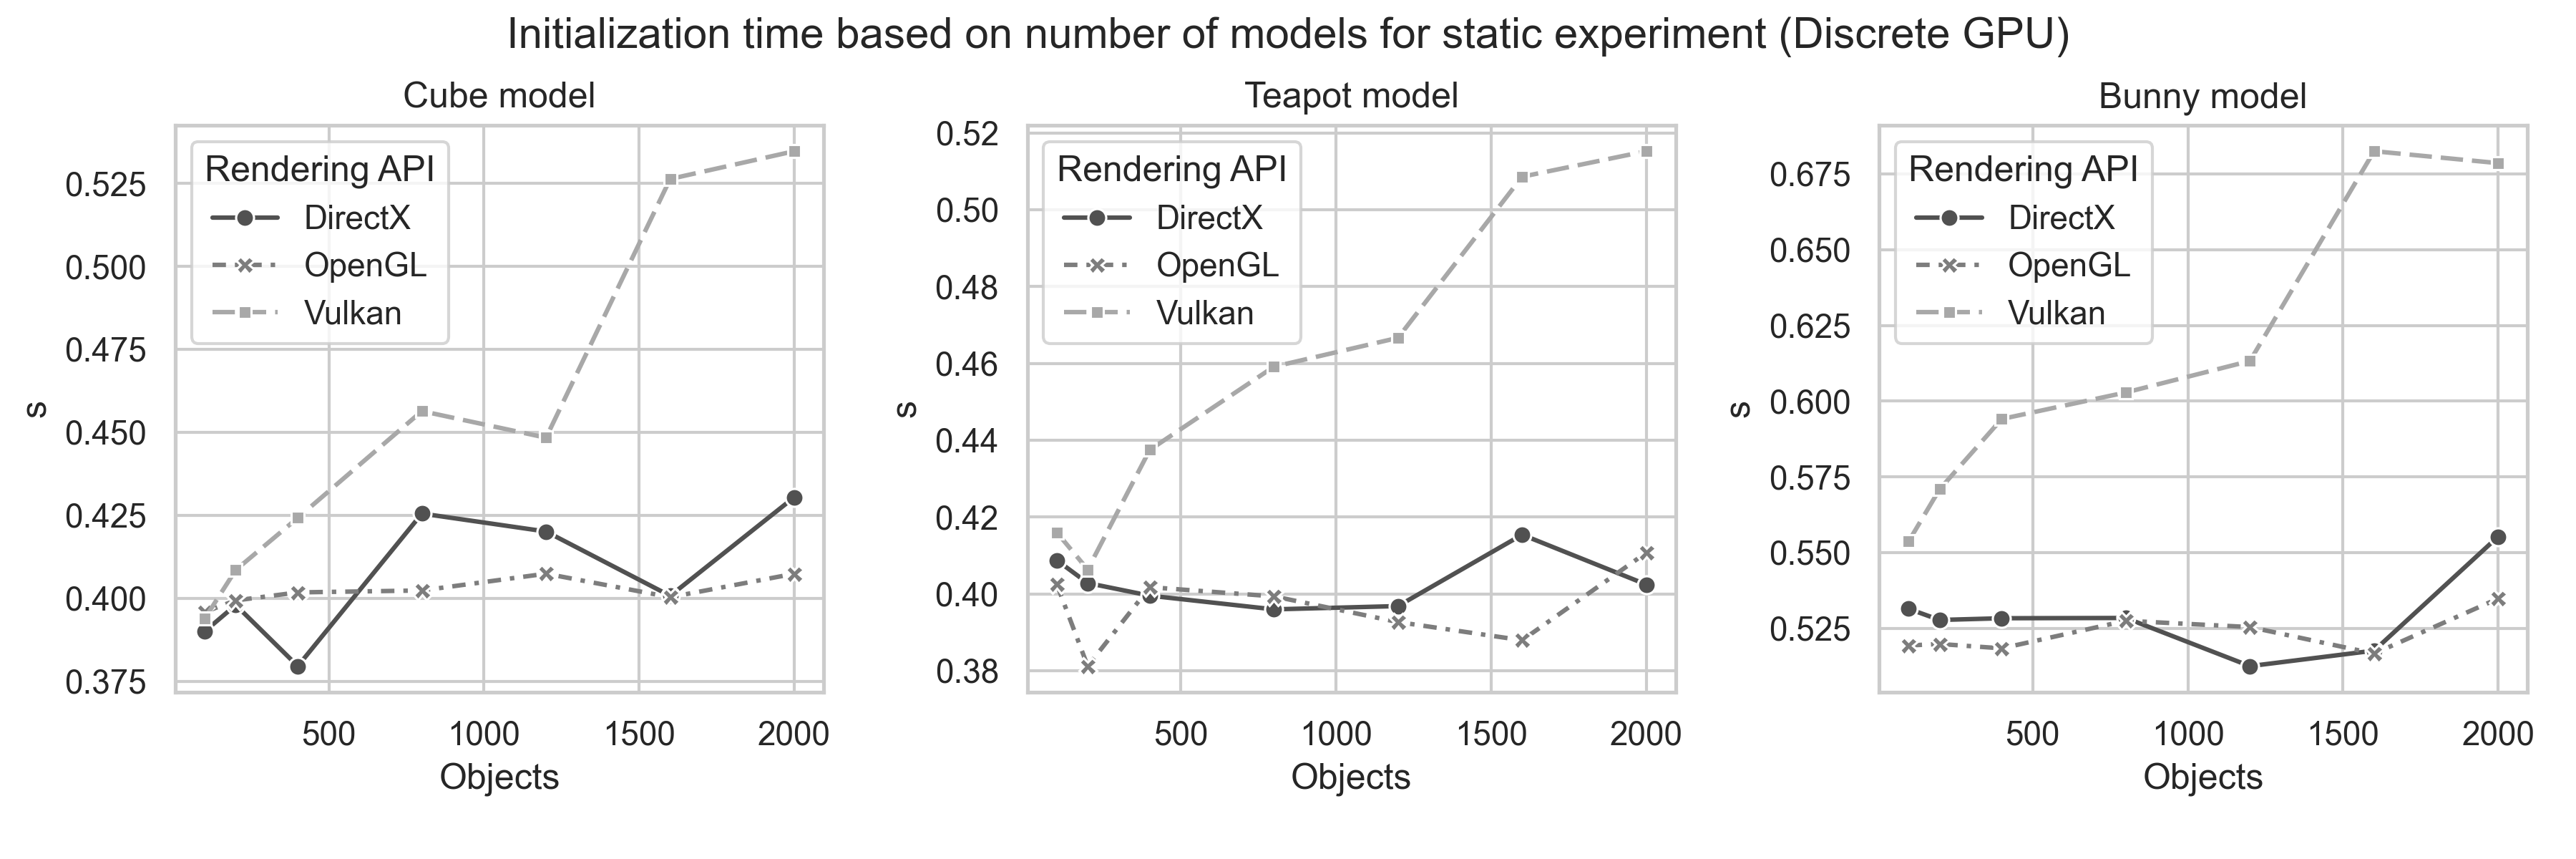 Initialization time based on number of models for static experiment (Discrete GPU)
Cube model
Rendering API
DirectX
OpenGL
Vulkan
0.525
0.500
0.475
0.450
0.425
0.400
0.375
s
500 1000 1500 2000
Objects
Teapot model
Rendering API
DirectX
OpenGL
Vulkan
0.52
0.50
0.48
0.46
0.44
0.42
0.40
0.38
s
500 1000 1500 2000
Objects
Bunny model
Rendering API
DirectX
OpenGL
Vulkan
0.675
0.650
0.625
0.600
0.575
0.550
0.525
s
500 1000 1500 2000
Objects